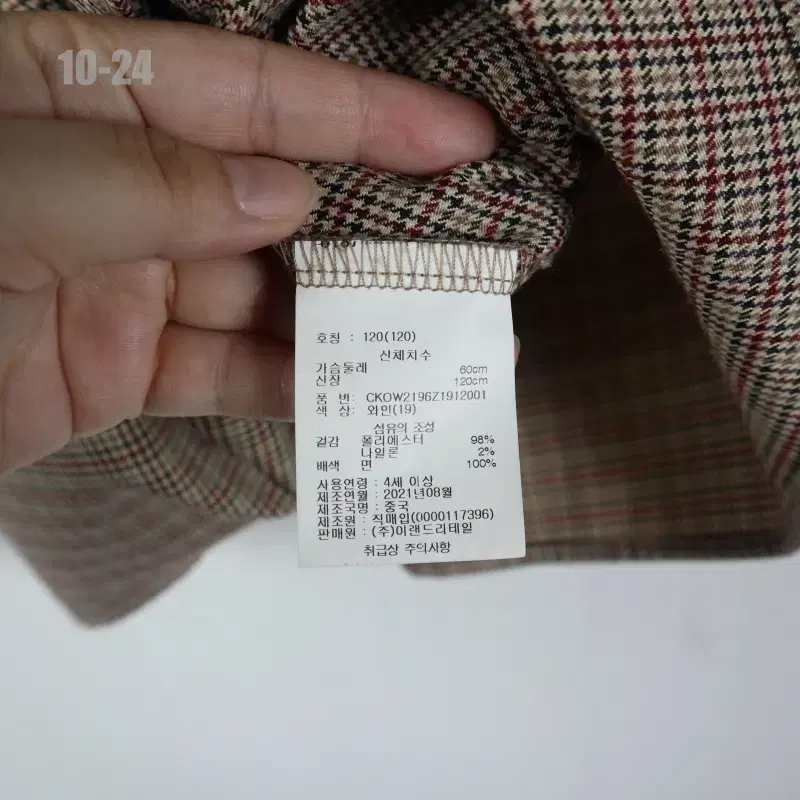 10-24
호칭 : 120(120)
신체치수
가슴둘레 60cm
신장 120cm
품 번: CKOW2196Z1912001
색 상: 와인(19)
섬유의 조성
겉감 폴리에스터 98%
나일론 2%
배색 면 100%
사용연령 : 4세 이상
제조연월 : 2021년08월
제조국명 : 중국
제조원 : 직매입(0000117396)
판매원 : (주)이랜드리테일
취급상 주의사항